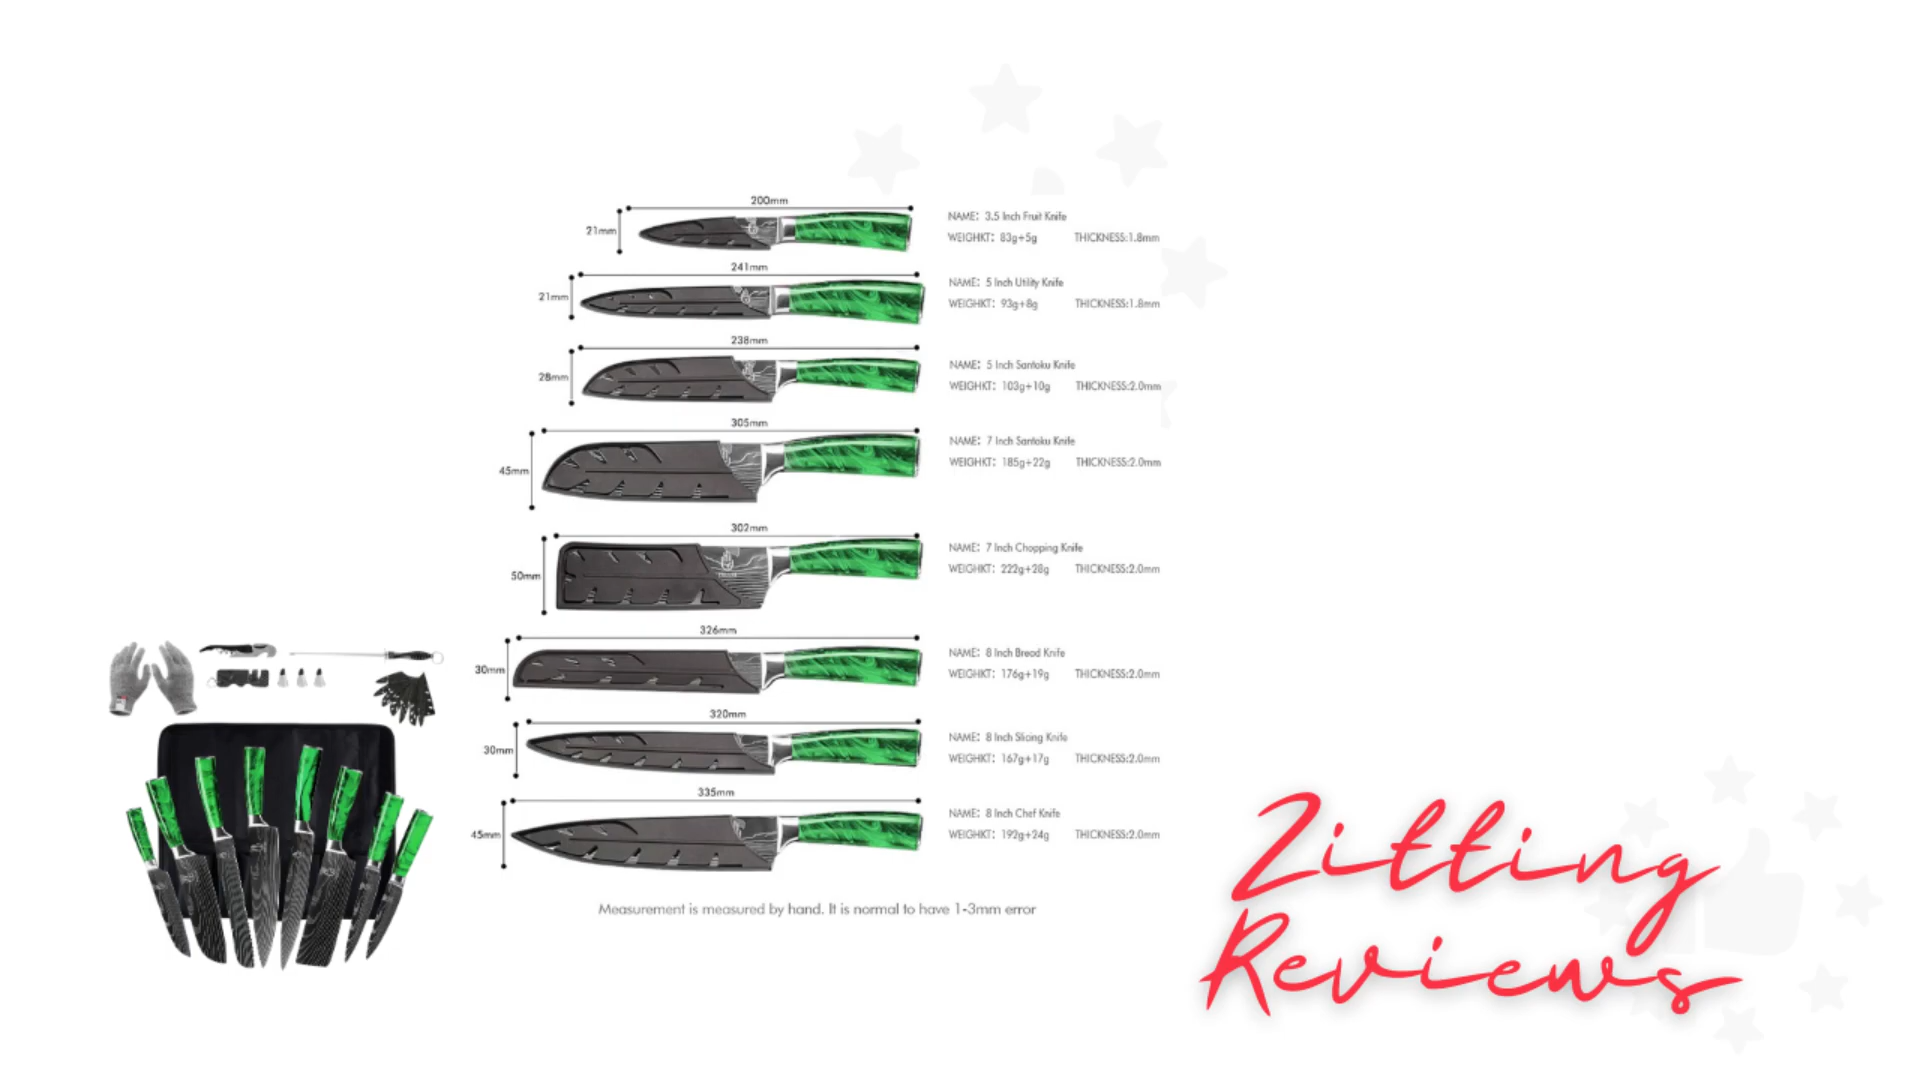 200mm
21mm
NAME: 3.5 Inch Fruit Knife
WEIGHKT: 83g+5g THICKNESS:1.8mm
241mm
21mm
NAME: 5 Inch Utility Knife
WEIGHKT: 93g+8g THICKNESS:1.8mm
238mm
28mm
NAME: 5 Inch Santoku Knife
WEIGHKT: 103g+10g THICKNESS:2.0mm
305mm
45mm
NAME: 7 Inch Santoku Knife
WEIGHKT: 185g+22g THICKNESS:2.0mm
302mm
50mm
NAME: 7 Inch Chopping Knife
WEIGHKT: 222g+28g THICKNESS:2.0mm
326mm
30mm
NAME: 8 Inch Bread Knife
WEIGHKT: 176g+19g THICKNESS:2.0mm
320mm
30mm
NAME: 8 Inch Slicing Knife
WEIGHKT: 167g+17g THICKNESS:2.0mm
335mm
45mm
NAME: 8 Inch Chef Knife
WEIGHKT: 192g+24g THICKNESS:2.0mm
Measurement is measured by hand. It is normal to have 1-3mm error
Zitting
Reviews